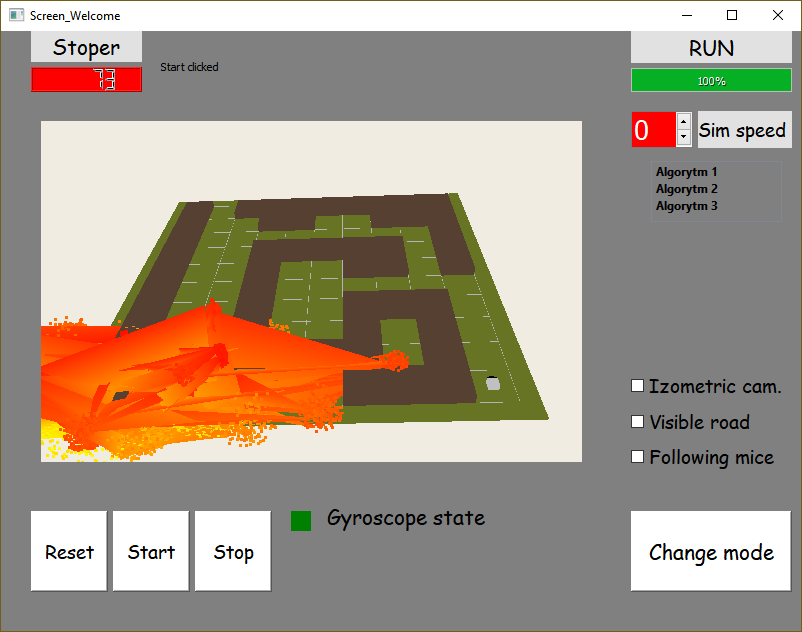 Screen_Welcome
Stoper
RUN
Start clicked
73
100%
0
Sim speed
Algorytm 1
Algorytm 2
Algorytm 3
Izometric cam.
Visible road
Following mice
Gyroscope state
Reset
Start
Stop
Change mode